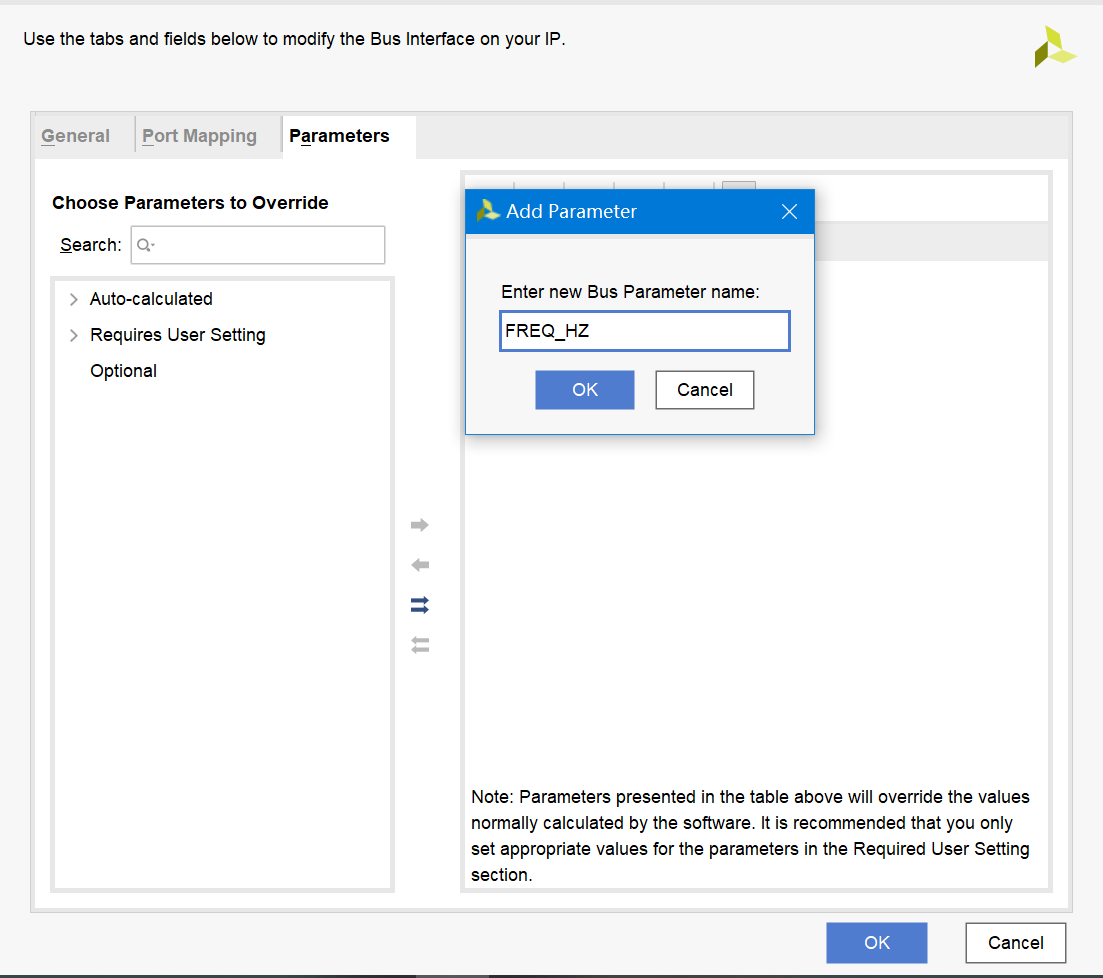 Use the tabs and fields below to modify the Bus Interface on your IP.
General
Port Mapping
Parameters
Choose Parameters to Override
Search:
Auto-calculated
Requires User Setting
Optional
Add Parameter
Enter new Bus Parameter name:
FREQ_HZ
OK
Cancel
Note: Parameters presented in the table above will override the values
normally calculated by the software. It is recommended that you only
set appropriate values for the parameters in the Required User Setting
section.
OK
Cancel